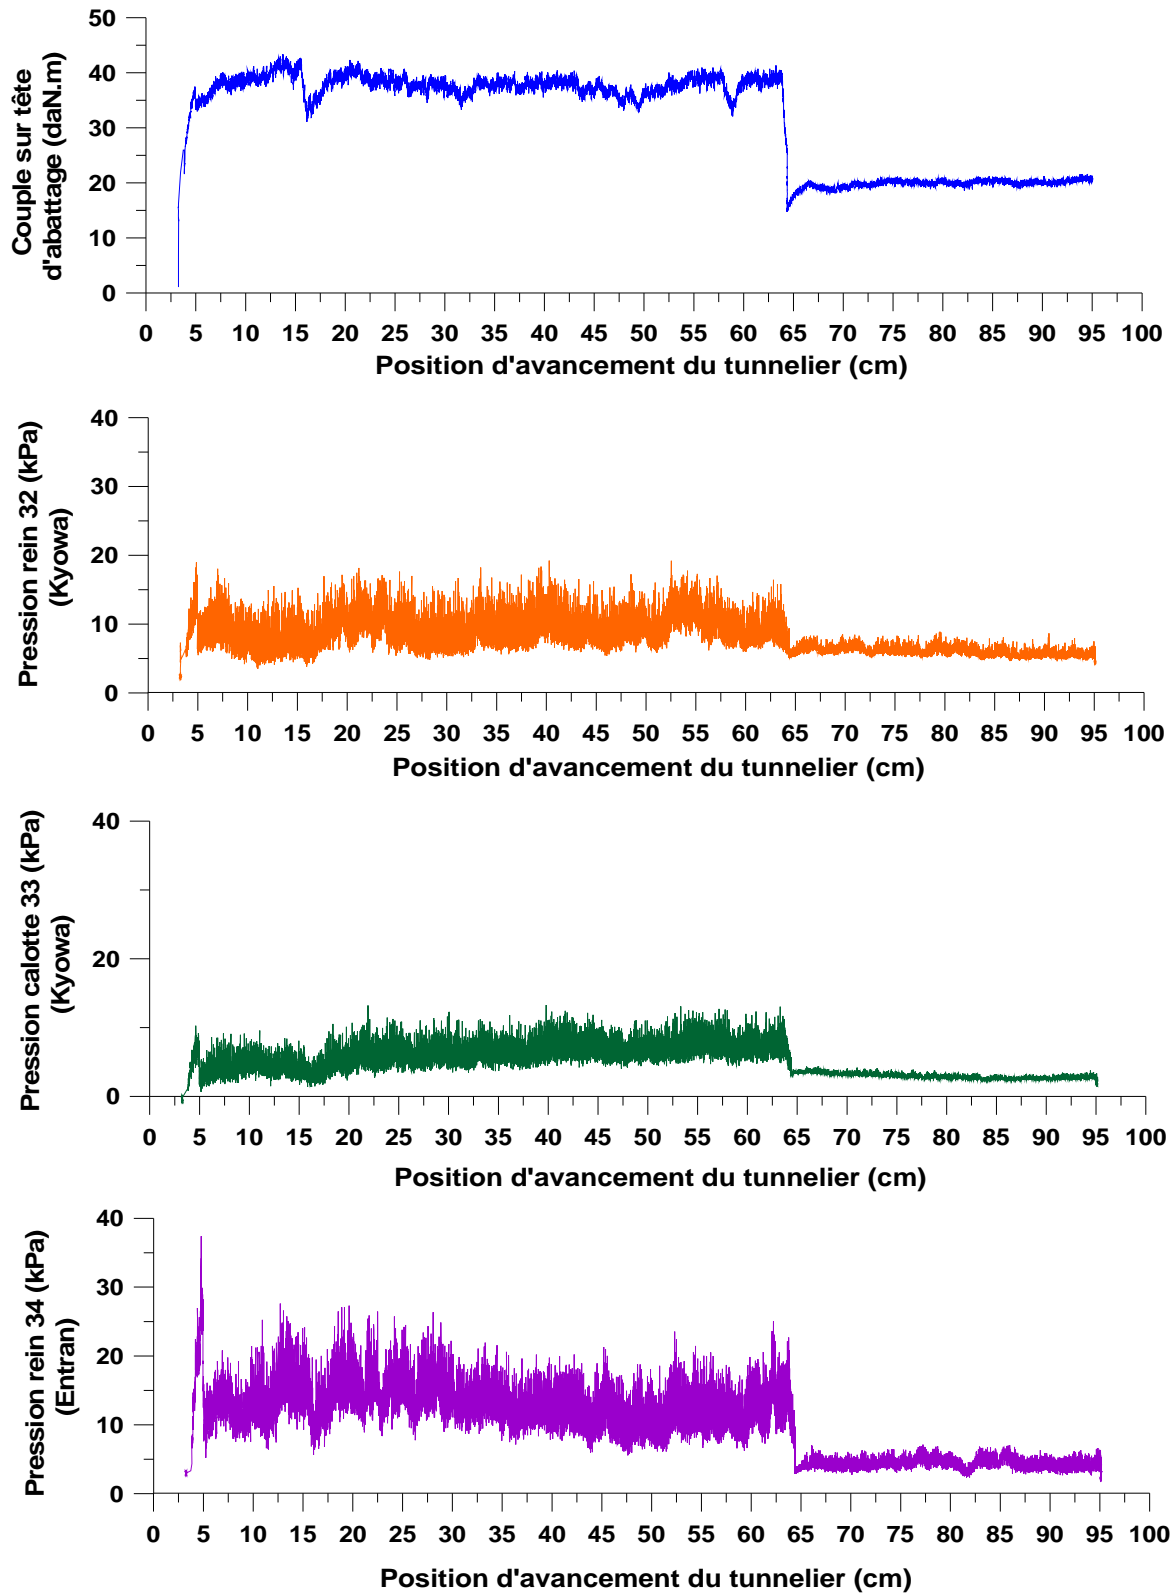 50
40
30
20
10
0
Couple sur tête
d'abattage (daN.m)
0 5 10 15 20 25 30 35 40 45 50 55 60 65 70 75 80 85 90 95 100
Position d'avancement du tunnelier (cm)
40
30
20
10
0
Pression rein 32 (kPa)
(Kyowa)
0 5 10 15 20 25 30 35 40 45 50 55 60 65 70 75 80 85 90 95 100
Position d'avancement du tunnelier (cm)
40
20
0
Pression calotte 33 (kPa)
(Kyowa)
0 5 10 15 20 25 30 35 40 45 50 55 60 65 70 75 80 85 90 95 100
Position d'avancement du tunnelier (cm)
40
30
20
10
0
Pression rein 34 (kPa)
(Entran)
0 5 10 15 20 25 30 35 40 45 50 55 60 65 70 75 80 85 90 95 100
Position d'avancement du tunnelier (cm)